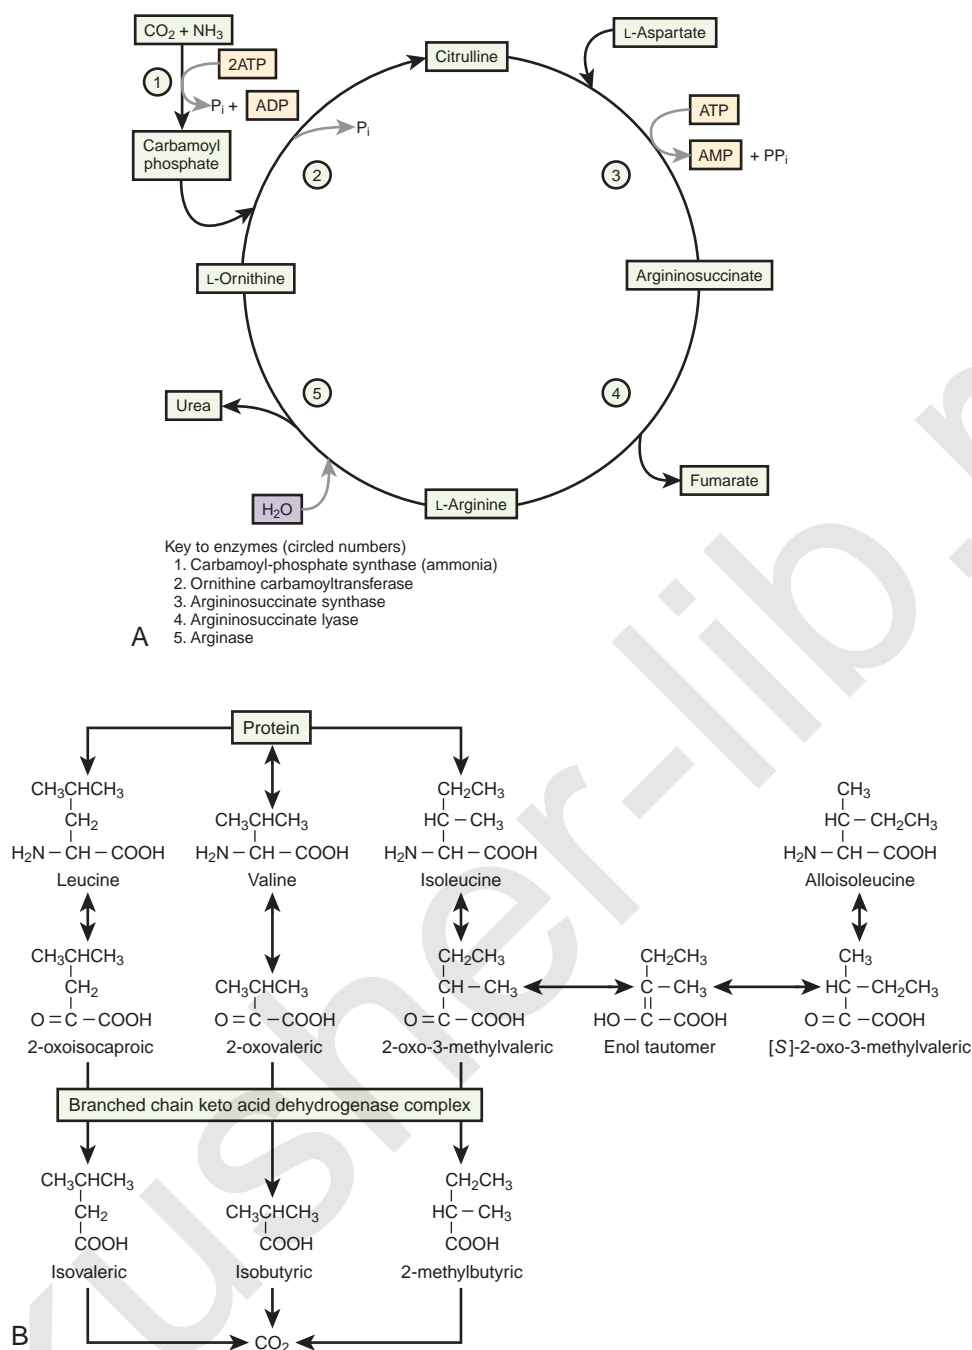 CO₂ + NH₃
2ATP
1
Pᵢ + ADP
Carbamoyl
phosphate
Pᵢ
2
Citrulline
L-Aspartate
ATP
AMP + PPᵢ
3
L-Ornithine
Argininosuccinate
5
4
Urea
Fumarate
H₂O
L-Arginine
Key to enzymes (circled numbers)
1. Carbamoyl-phosphate synthase (ammonia)
2. Ornithine carbamoyltransferase
3. Argininosuccinate synthase
4. Argininosuccinate lyase
5. Arginase
A
Protein
CH₃CHCH₃
CH₂
H₂N – CH – COOH
Leucine
CH₃CHCH₃
H₂N – CH – COOH
Valine
CH₂CH₃
HC – CH₃
H₂N – CH – COOH
Isoleucine
CH₃
HC – CH₂CH₃
H₂N – CH – COOH
Alloisoleucine
CH₃CHCH₃
CH₂
O = C – COOH
2-oxoisocaproic
CH₃CHCH₃
O = C – COOH
2-oxovaleric
CH₂CH₃
CH – CH₃
O = C – COOH
2-oxo-3-methylvaleric
CH₂CH₃
C – CH₃
HO – C – COOH
Enol tautomer
CH₃
HC – CH₂CH₃
O = C – COOH
[S]-2-oxo-3-methylvaleric
Branched chain keto acid dehydrogenase complex
CH₃CHCH₃
CH₂
COOH
Isovaleric
CH₃CHCH₃
COOH
Isobutyric
CH₂CH₃
HC – CH₃
COOH
2-methylbutyric
CO₂
B
usher-lib.r